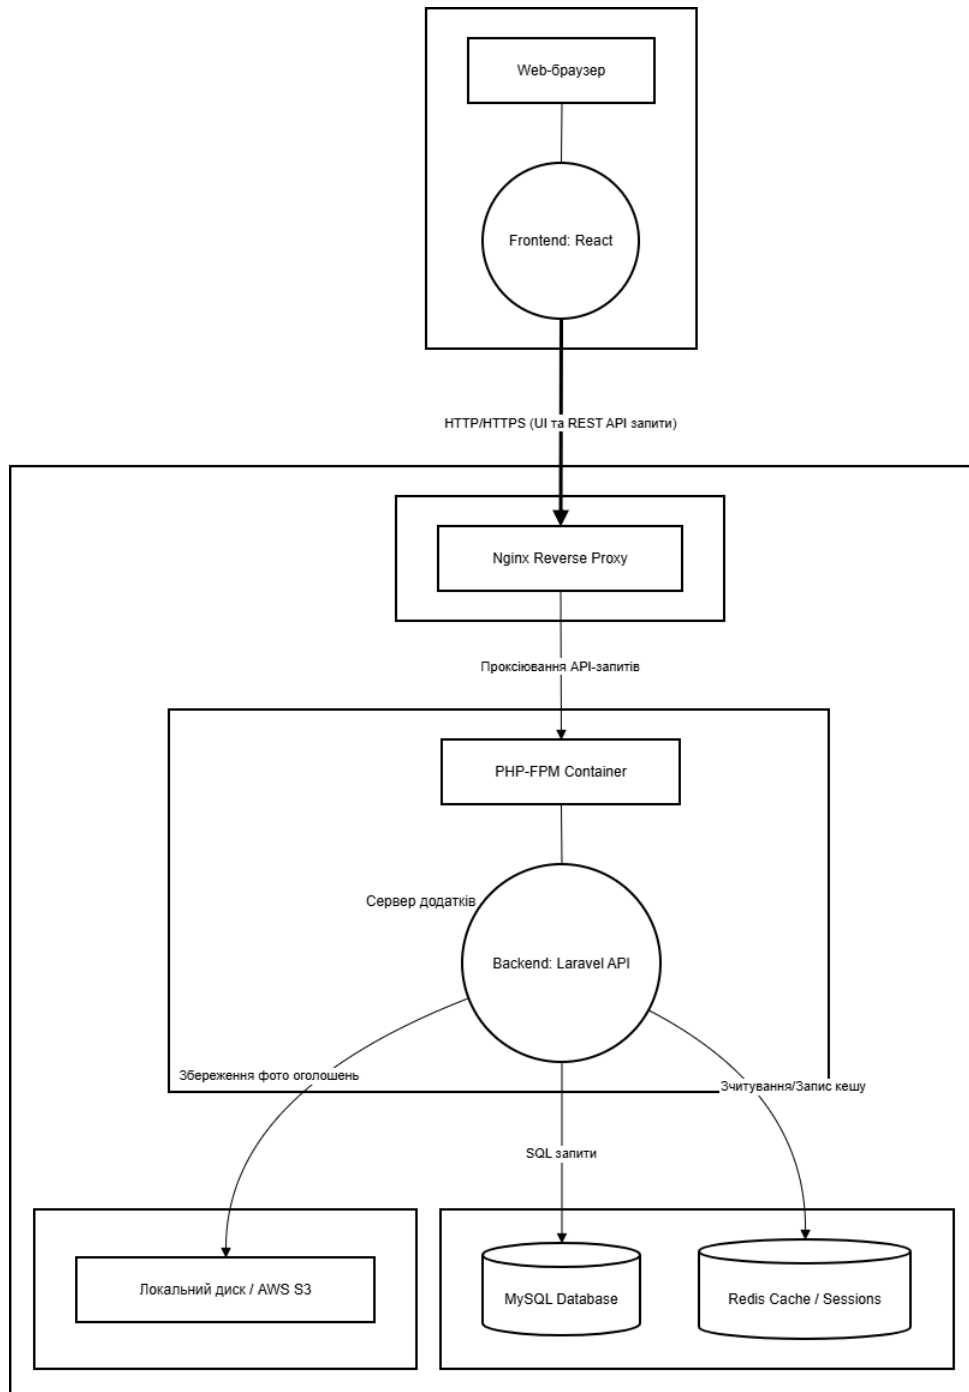 Web-браузер
Frontend: React
HTTP/HTTPS (UI та REST API запити)
Nginx Reverse Proxy
Проксіювання API-запитів
PHP-FPM Container
Сервер додатків
Backend: Laravel API
Збереження фото оголошень
Зчитування/Запис кешу
SQL запити
Локальний диск / AWS S3
MySQL Database
Redis Cache / Sessions